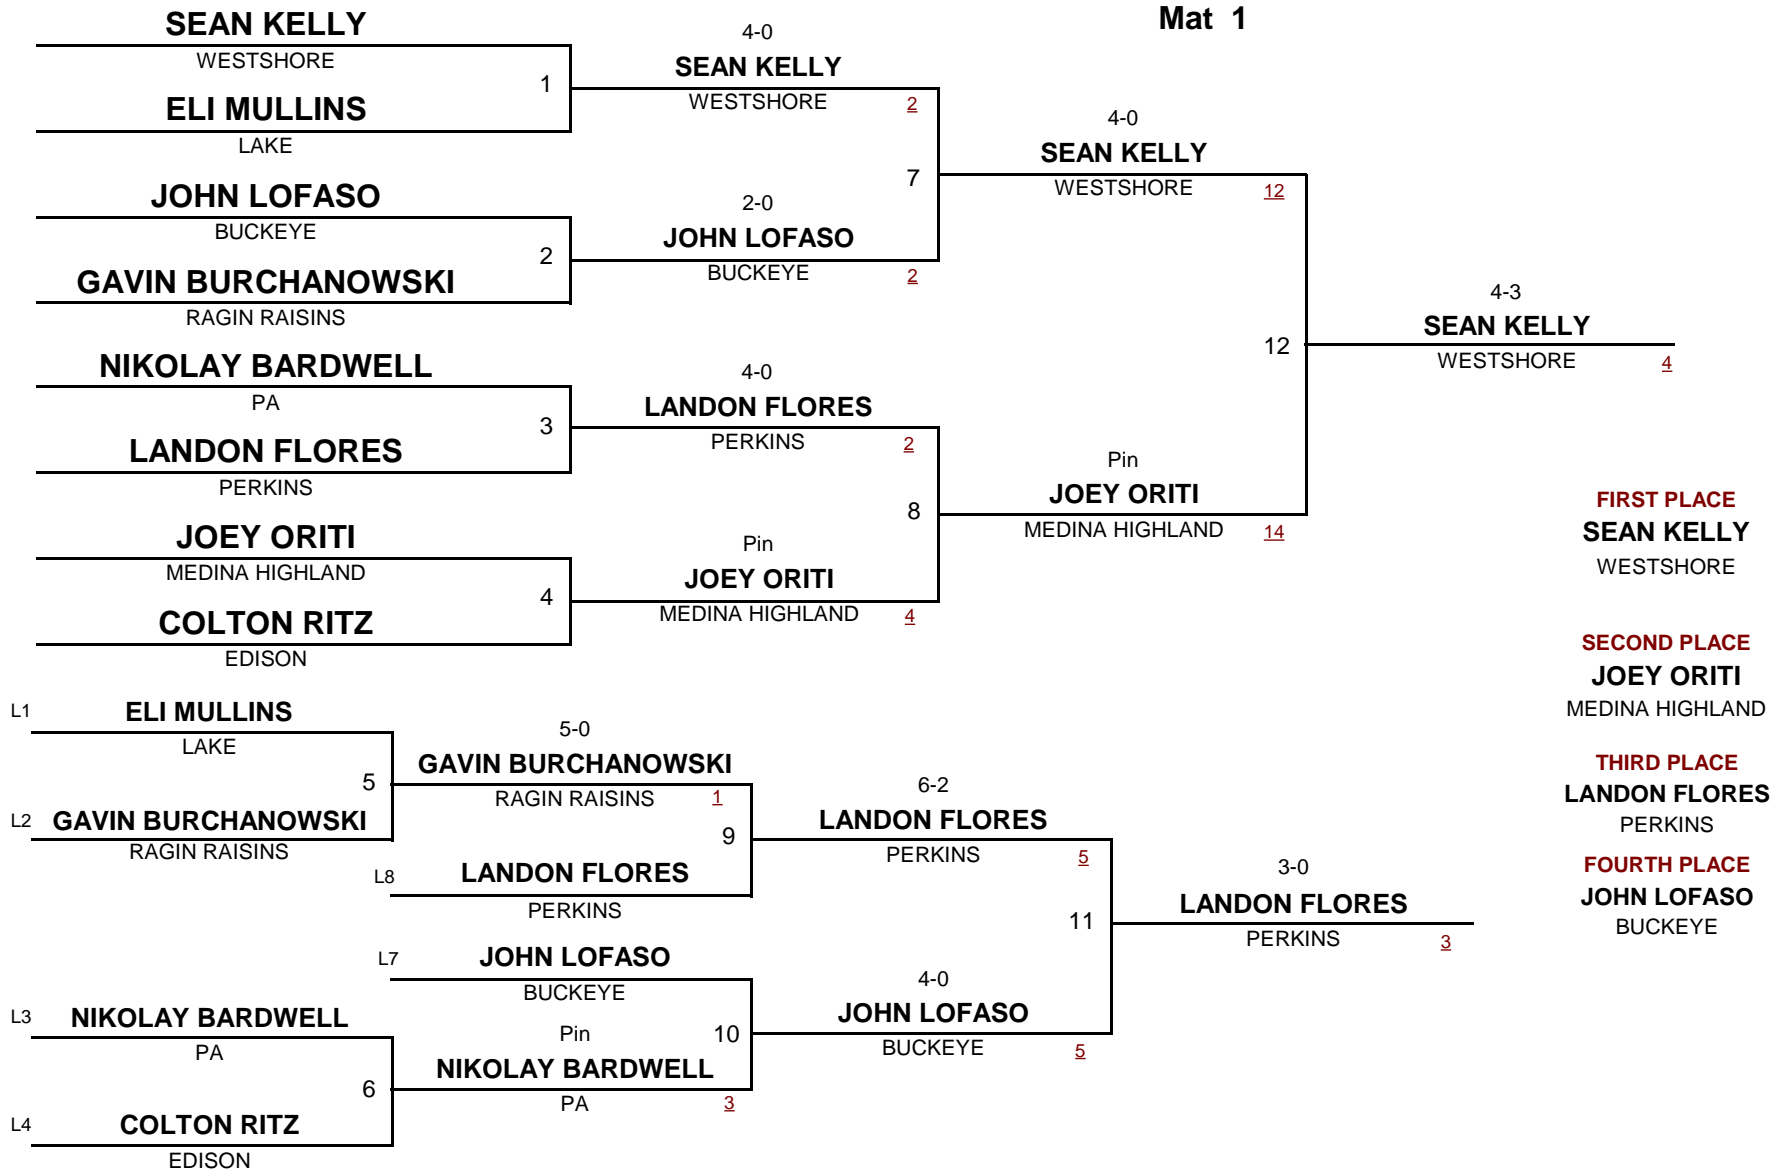 Mat 1
SEAN KELLY
WESTSHORE
1
ELI MULLINS
LAKE
JOHN LOFASO
BUCKEYE
2
GAVIN BURCHANOWSKI
RAGIN RAISINS
NIKOLAY BARDWELL
PA
3
LANDON FLORES
PERKINS
JOEY ORITI
MEDINA HIGHLAND
4
COLTON RITZ
EDISON
4-0
SEAN KELLY
WESTSHORE 2
7
2-0
JOHN LOFASO
BUCKEYE 2
4-0
LANDON FLORES
PERKINS 2
8
Pin
JOEY ORITI
MEDINA HIGHLAND 4
4-0
SEAN KELLY
WESTSHORE 12
12
Pin
JOEY ORITI
MEDINA HIGHLAND 14
4-3
SEAN KELLY
WESTSHORE 4
FIRST PLACE
SEAN KELLY
WESTSHORE
SECOND PLACE
JOEY ORITI
MEDINA HIGHLAND
THIRD PLACE
LANDON FLORES
PERKINS
FOURTH PLACE
JOHN LOFASO
BUCKEYE
L1 ELI MULLINS
LAKE
5
L2 GAVIN BURCHANOWSKI
RAGIN RAISINS
L3 NIKOLAY BARDWELL
PA
6
L4 COLTON RITZ
EDISON
5-0
GAVIN BURCHANOWSKI
RAGIN RAISINS 1
9
L8 LANDON FLORES
PERKINS
L7 JOHN LOFASO
BUCKEYE
Pin 10
NIKOLAY BARDWELL
PA 3
6-2
LANDON FLORES
PERKINS 5
11
4-0
JOHN LOFASO
BUCKEYE 5
3-0
LANDON FLORES
PERKINS 3